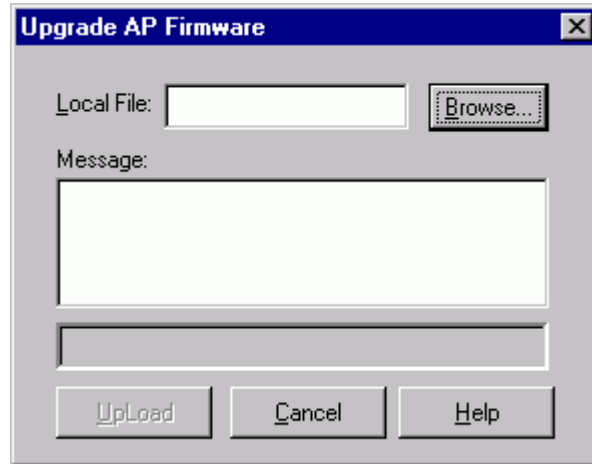 Upgrade AP Firmware
Local File: Browse...
Message:
UpLoad Cancel Help